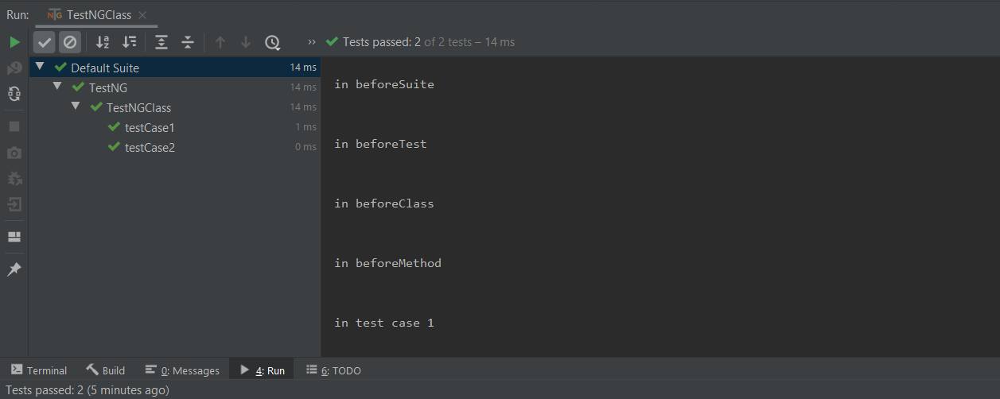 Run: NG TestNGClass
Tests passed: 2 of 2 tests – 14 ms
Default Suite 14 ms
TestNG 14 ms
TestNGClass 14 ms
testCase1 1 ms
testCase2 0 ms
in beforeSuite
in beforeTest
in beforeClass
in beforeMethod
in test case 1
Terminal Build 0: Messages 4: Run 6: TODO
Tests passed: 2 (5 minutes ago)